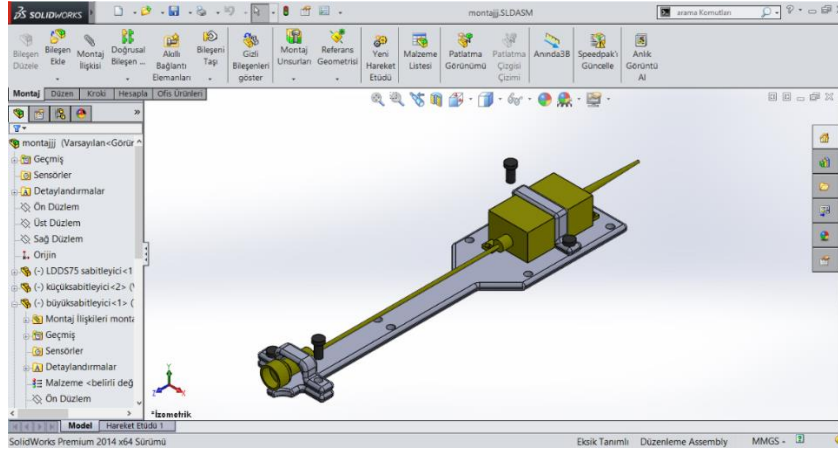 SOLIDWORKS
montajjj.SLDASM
arama Komutları
Bileşen Düzele
Bileşen Ekle
Montaj İlişkisi
Doğrusal Bileşen ...
Akıllı Bağlantı Elemanları
Bileşeni Taşı
Gizli Bileşenleri göster
Montaj Unsurları
Referans Geometrisi
Yeni Hareket Etüdü
Malzeme Listesi
Patlatma Görünümü
Patlatma Çizgisi Çizimi
Anında3B
Speedpak'ı Güncelle
Anlık Görüntü Al
Montaj Düzen Kroki Hesapla Ofis Ürünleri
montajjj (Varsayılan<Görür
Geçmiş
Sensörler
Detaylandırmalar
Ön Düzlem
Üst Düzlem
Sağ Düzlem
Orijin
(-) LDDS75 sabitleyici<1
(-) küçüksabitleyici<2> (
(-) büyüksabitleyici<1> (
Montaj İlişkileri monta
Geçmiş
Sensörler
Detaylandırmalar
Malzeme <belirli değ
Ön Düzlem
*İzometrik
Model Hareket Etüdü 1
SolidWorks Premium 2014 x64 Sürümü
Eksik Tanımlı Düzenleme Assembly MMGS